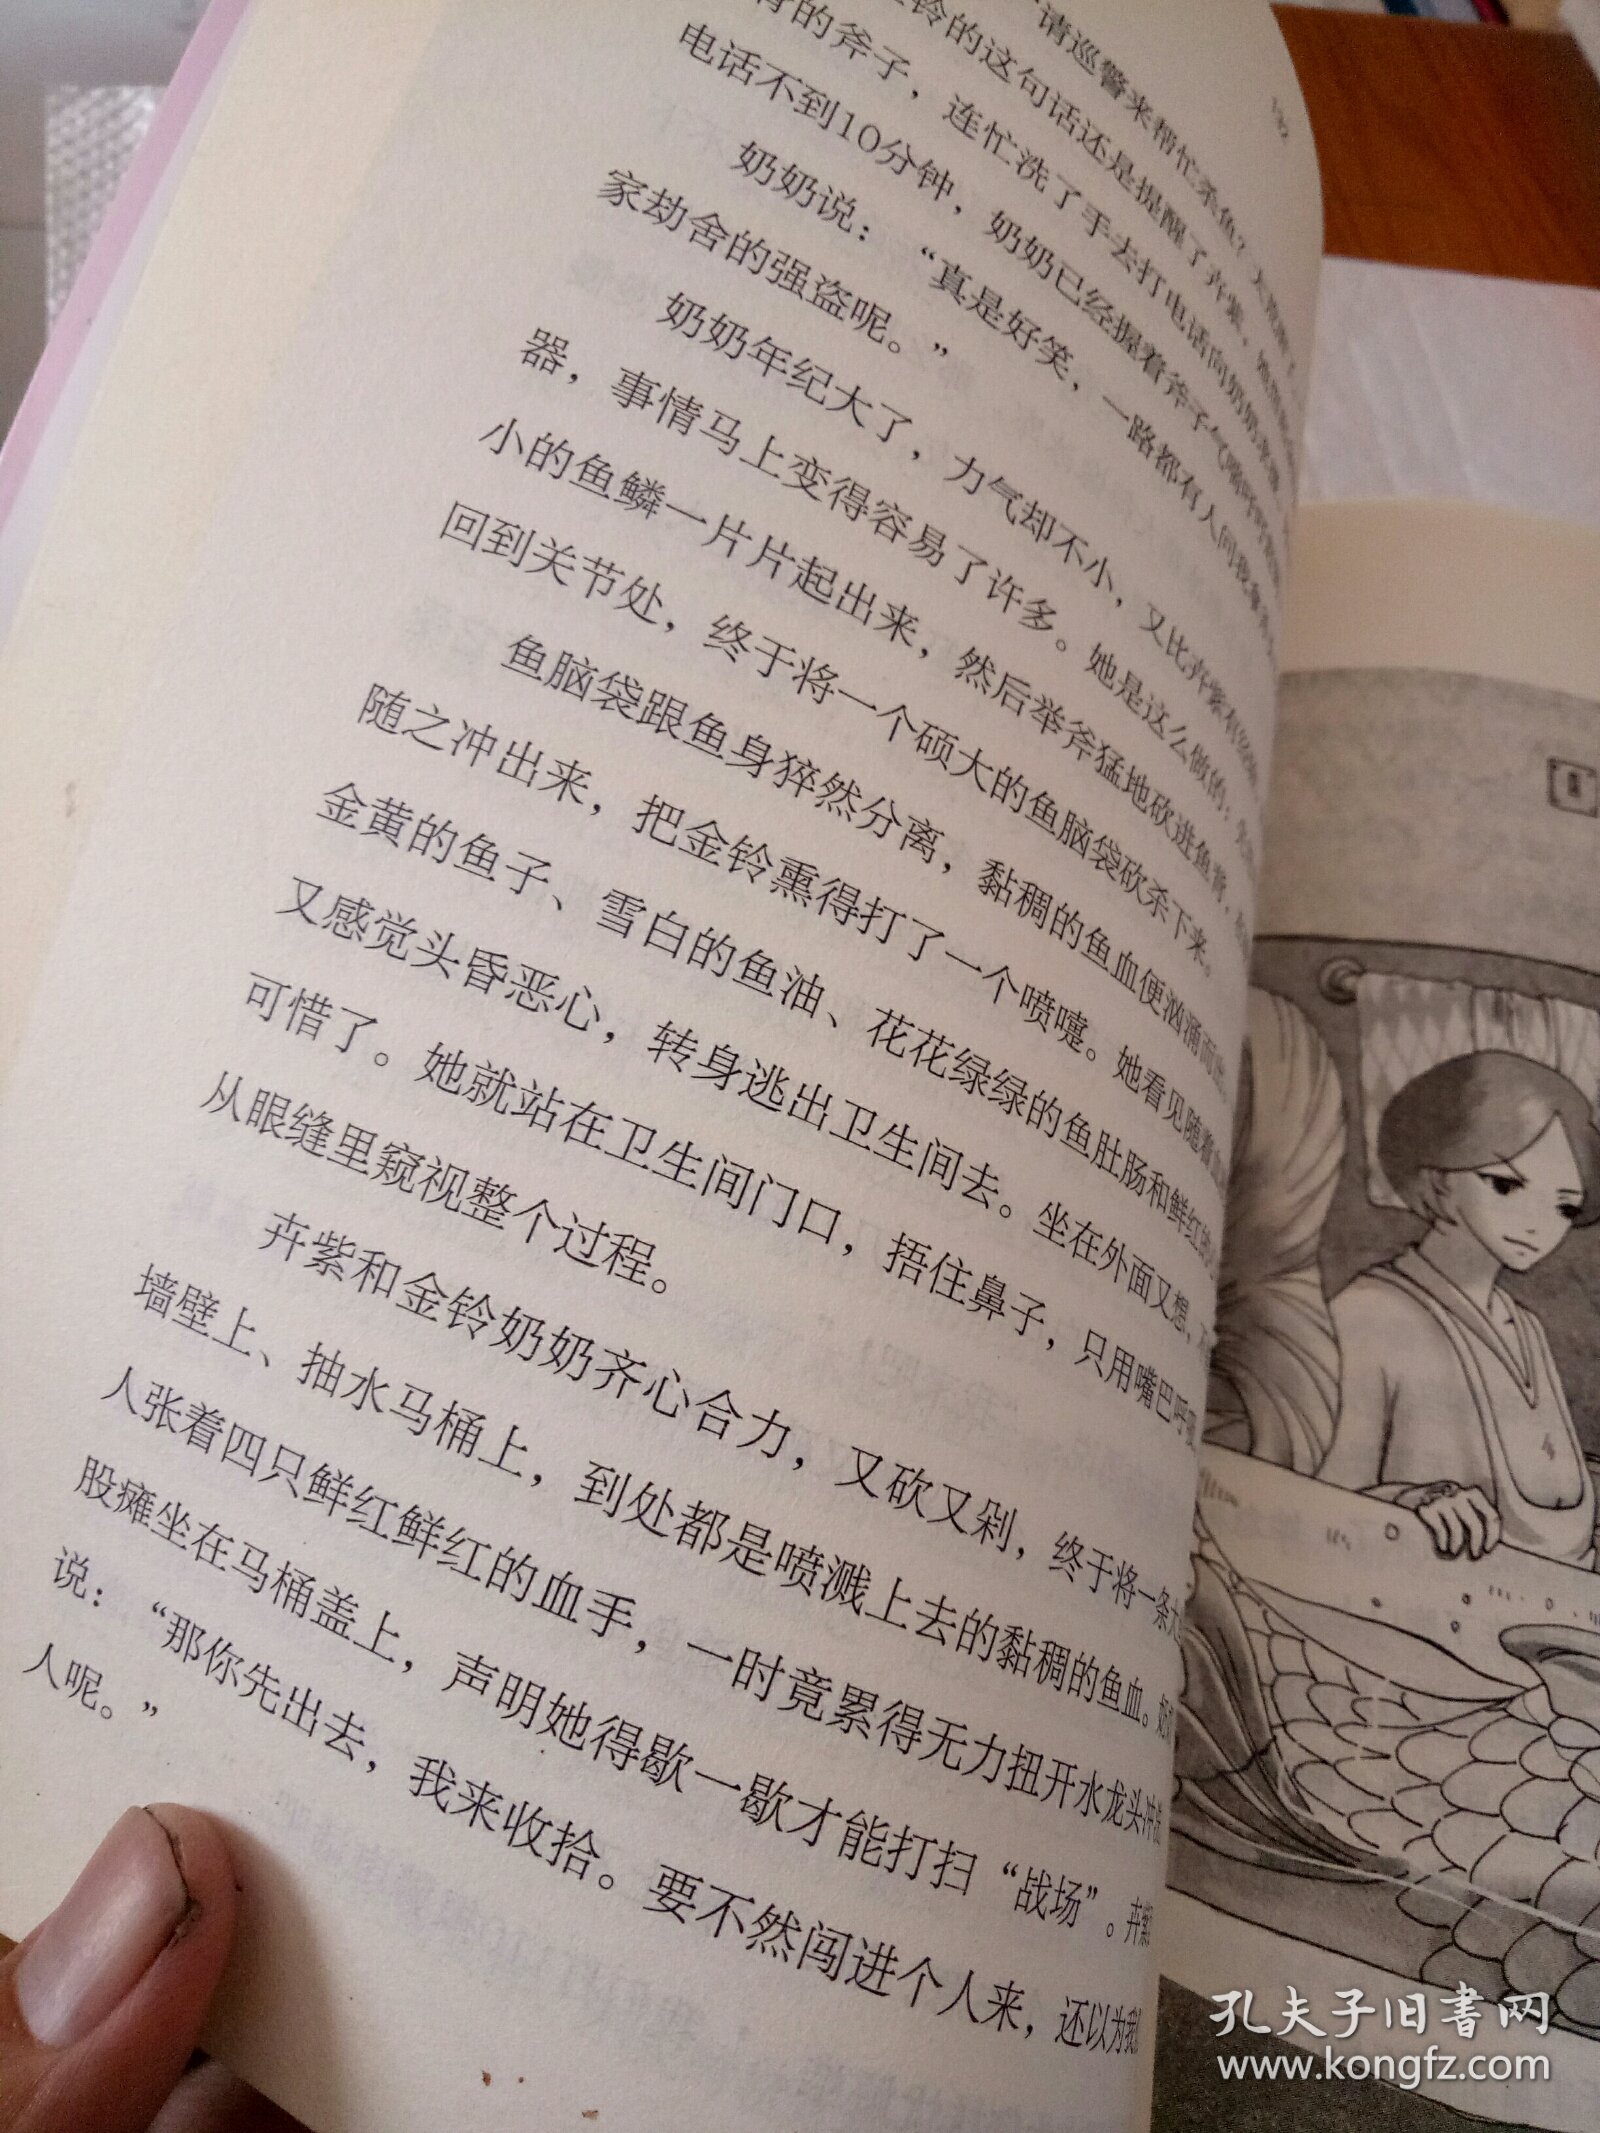 请巡警来帮忙杀鱼？太荒唐了
铃的这句话还是提醒了卉紫，她
的斧子，连忙洗了手去打电话向奶奶求
电话不到10分钟，奶奶已经握着斧子气喘吁吁
奶奶说：“真是好笑，一路都有人问我
家劫舍的强盗呢。”
奶奶年纪大了，力气却不小，又比卉紫有
器，事情马上变得容易了许多。她是这么做的：先
小的鱼鳞一片片起出来，然后举斧猛地砍进鱼
回到关节处，终于将一个硕大的鱼脑袋砍杀下来。
鱼脑袋跟鱼身猝然分离，黏稠的鱼血便汹涌而
随之冲出来，把金铃熏得打了一个喷嚏。她看见随着
金黄的鱼子、雪白的鱼油、花花绿绿的鱼肚肠和鲜红的
又感觉头昏恶心，转身逃出卫生间去。坐在外面又想，
可惜了。她就站在卫生间门口，捂住鼻子，只用嘴巴呼
从眼缝里窥视整个过程。
卉紫和金铃奶奶齐心合力，又砍又剁，终于将一条
墙壁上、抽水马桶上，到处都是喷溅上去的黏稠的鱼血。
人张着四只鲜红鲜红的血手，一时竟累得无力扭开水龙头冲
股瘫坐在马桶盖上，声明她得歇一歇才能打扫“战场”。卉紫
说：“那你先出去，我来收拾。要不然闯进个人来，还以为我
人呢。”
孔夫子旧书网
www.kongfz.com